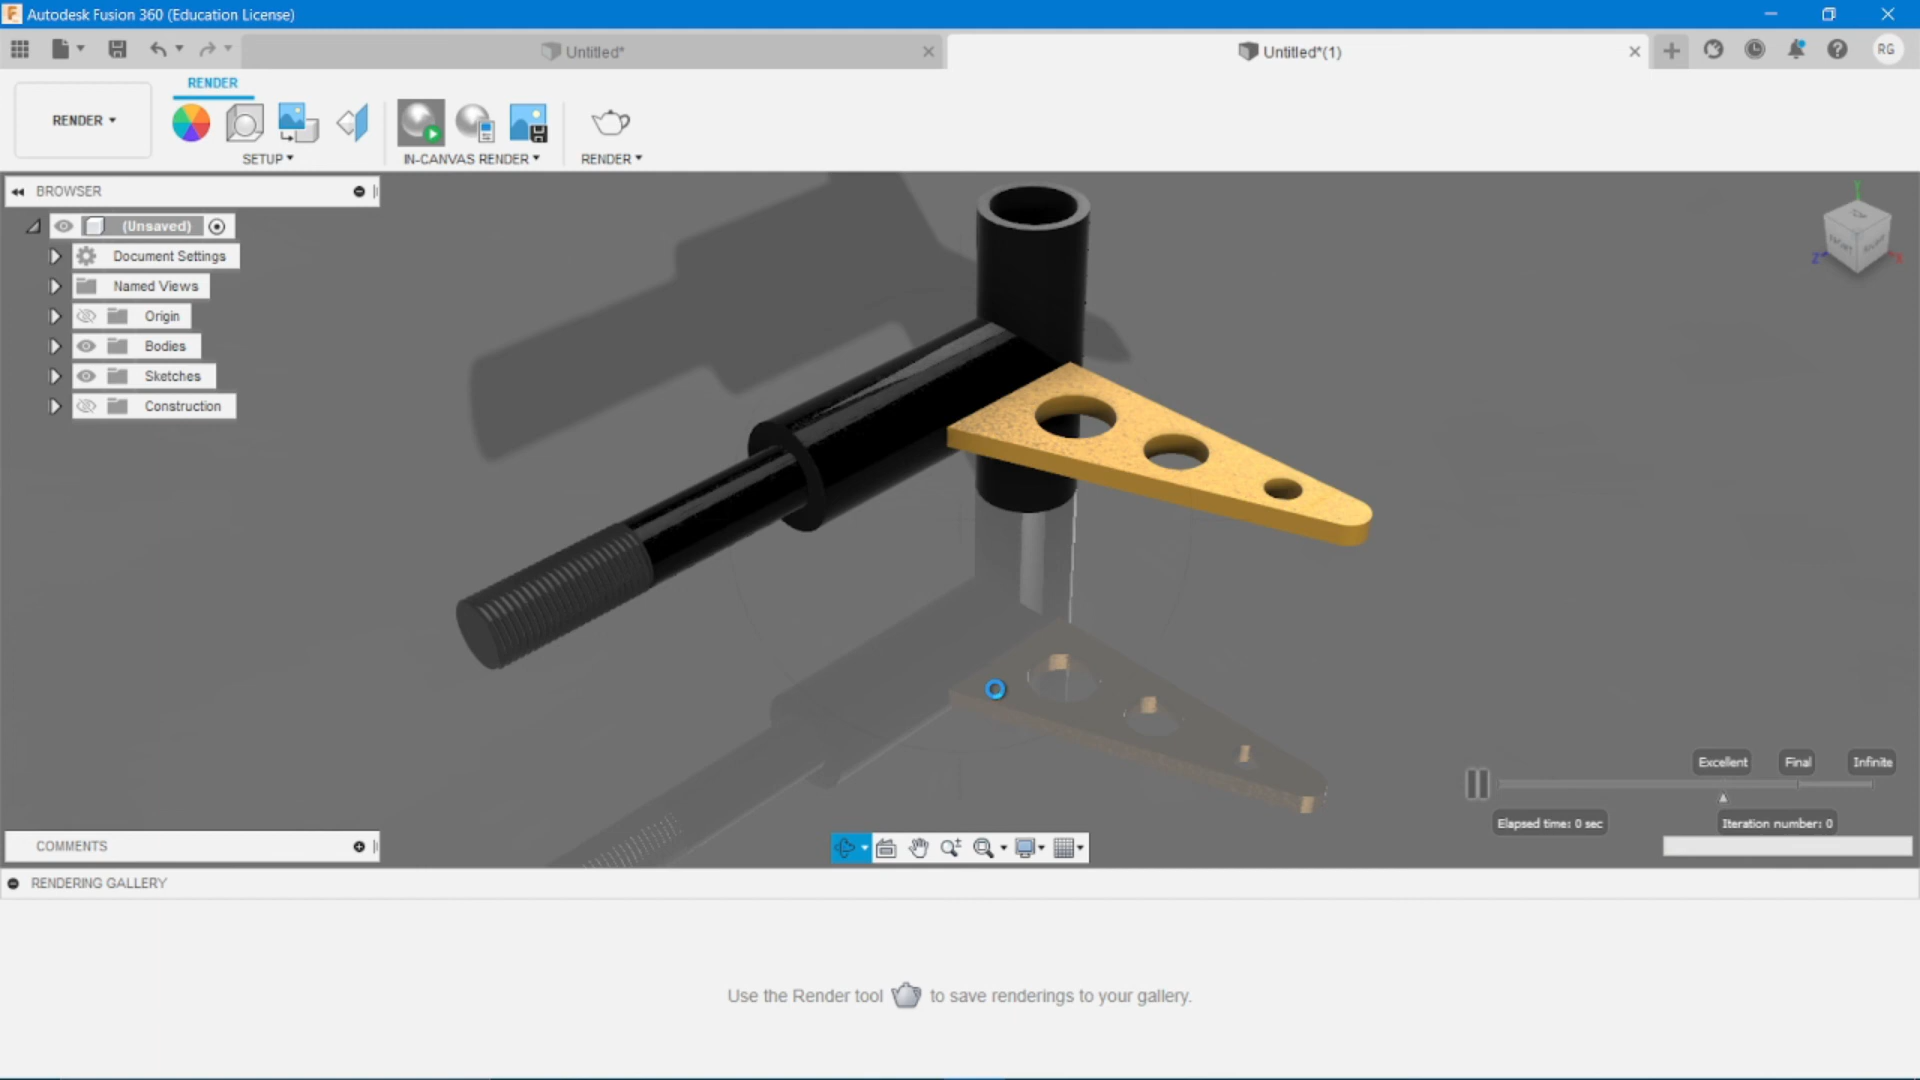 Autodesk Fusion 360 (Education License)
Untitled*
Untitled*(1)
RG
RENDER
RENDER
SETUP
IN-CANVAS RENDER
RENDER
BROWSER
(Unsaved)
Document Settings
Named Views
Origin
Bodies
Sketches
Construction
Y
Z
X
Excellent
Final
Infinite
Elapsed time: 0 sec
Iteration number: 0
COMMENTS
RENDERING GALLERY
Use the Render tool to save renderings to your gallery.